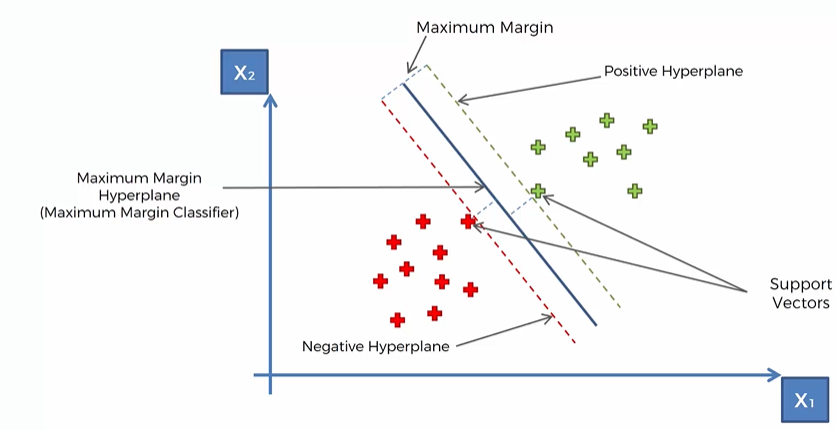 Maximum Margin
X₂
Positive Hyperplane
Maximum Margin
Hyperplane
(Maximum Margin Classifier)
Support
Vectors
Negative Hyperplane
X₁